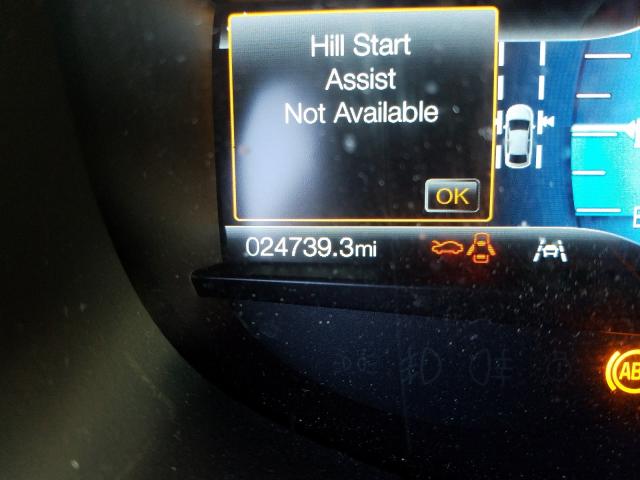 Hill Start
Assist
Not Available
OK
024739.3mi